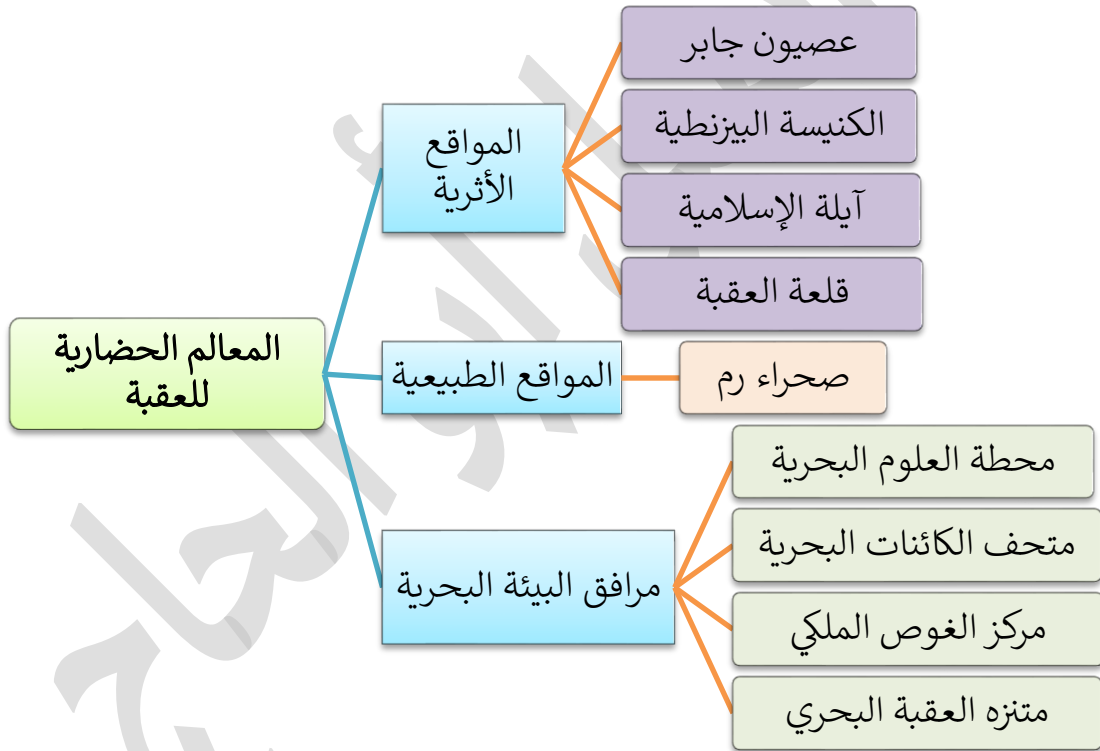 المعالم الحضارية
للعقبة
المواقع
الأثرية
عصيون جابر
الكنيسة البيزنطية
آيلة الإسلامية
قلعة العقبة
المواقع الطبيعية
صحراء رم
مرافق البيئة البحرية
محطة العلوم البحرية
متحف الكائنات البحرية
مركز الغوص الملكي
متنزه العقبة البحري